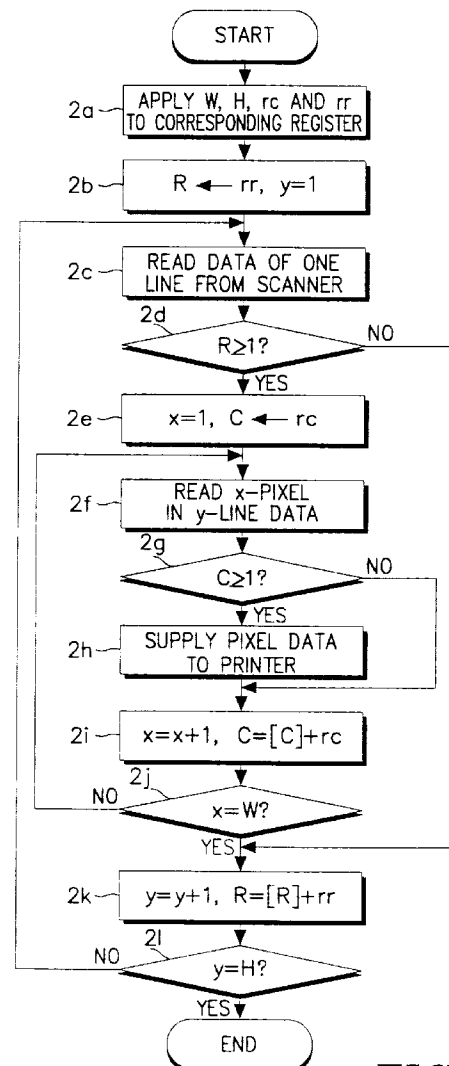 START
2a
APPLY W, H, rc AND rr
TO CORRESPONDING REGISTER
2b
R ← rr, y=1
2c
READ DATA OF ONE
LINE FROM SCANNER
2d
R≥1?
NO
YES
2e
x=1, C ← rc
2f
READ x-PIXEL
IN y-LINE DATA
2g
C≥1?
NO
YES
2h
SUPPLY PIXEL DATA
TO PRINTER
2i
x=x+1, C=[C]+rc
2j
NO
x=W?
YES
2k
y=y+1, R=[R]+rr
2l
NO
y=H?
YES
END